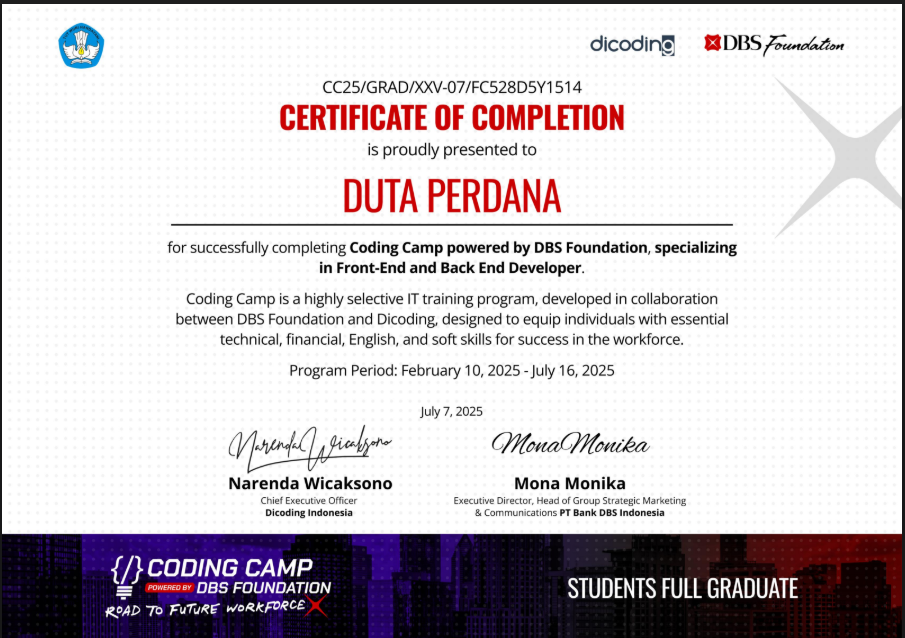 dicoding
DBS Foundation
CC25/GRAD/XXV-07/FC528D5Y1514
CERTIFICATE OF COMPLETION
is proudly presented to
DUTA PERDANA
for successfully completing Coding Camp powered by DBS Foundation, specializing
in Front-End and Back End Developer.
Coding Camp is a highly selective IT training program, developed in collaboration
between DBS Foundation and Dicoding, designed to equip individuals with essential
technical, financial, English, and soft skills for success in the workforce.
Program Period: February 10, 2025 - July 16, 2025
July 7, 2025
Narenda Wicaksono
MonaMonika
Narenda Wicaksono
Mona Monika
Chief Executive Officer
Executive Director, Head of Group Strategic Marketing
Dicoding Indonesia
& Communications PT Bank DBS Indonesia
{/} CODING CAMP
POWERED BY DBS FOUNDATION
ROAD TO FUTURE WORKFORCE
STUDENTS FULL GRADUATE